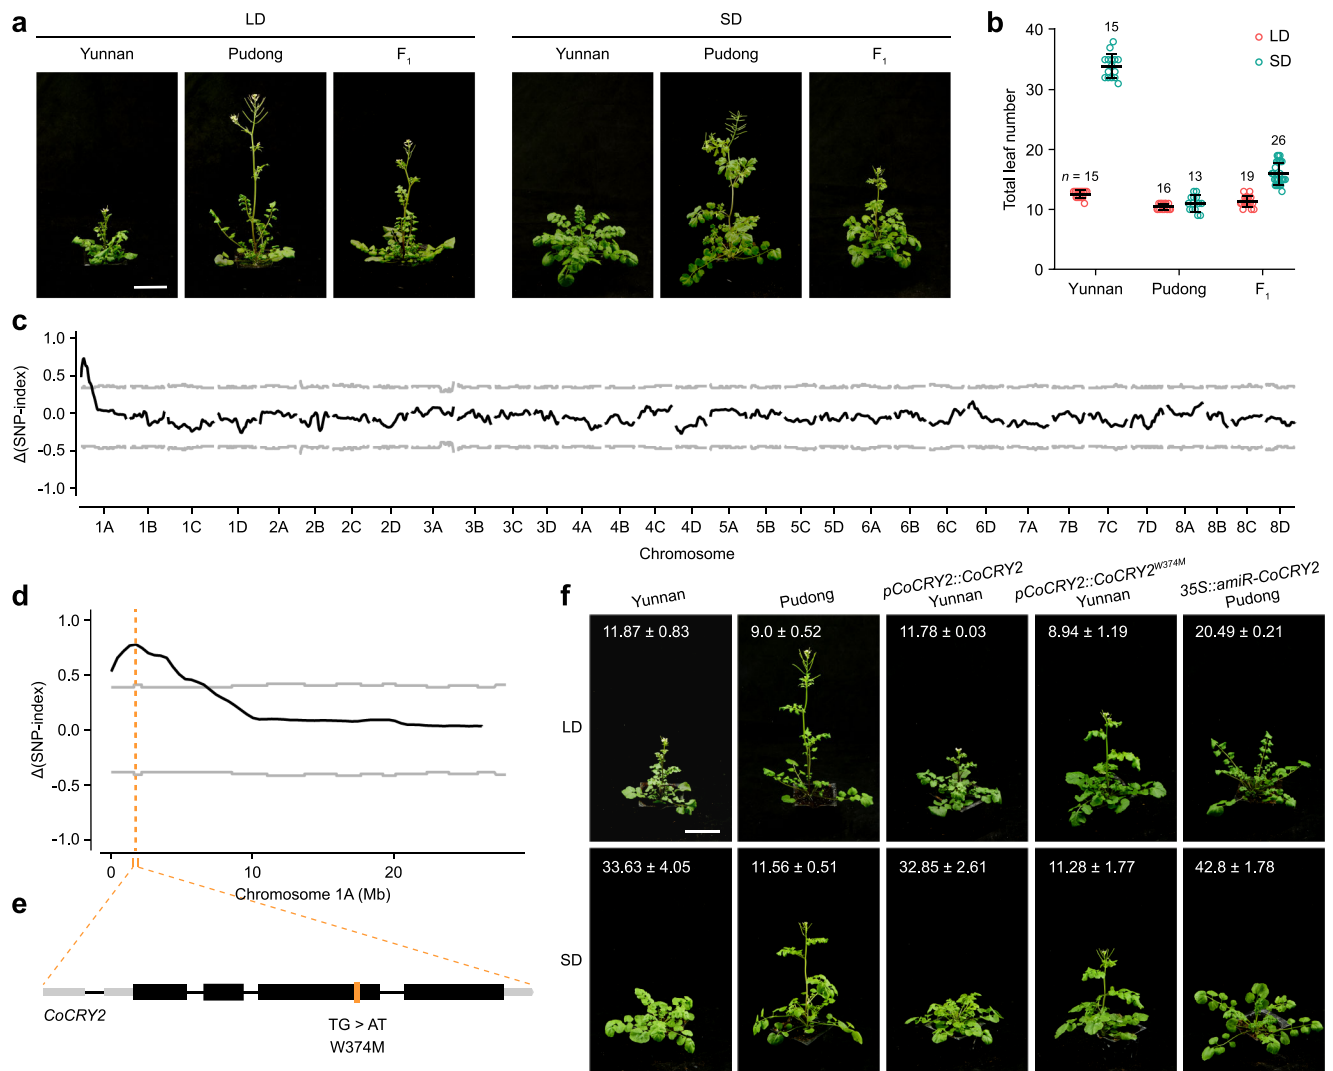 a
LD
SD
Yunnan
Pudong
F1
Yunnan
Pudong
F1
b
Total leaf number
40
30
20
10
0
LD
SD
n = 15
15
16
13
19
26
Yunnan
Pudong
F1
c
Δ(SNP-index)
1.0
0.5
0.0
-0.5
-1.0
1A 1B 1C 1D 2A 2B 2C 2D 3A 3B 3C 3D 4A 4B 4C 4D 5A 5B 5C 5D 6A 6B 6C 6D 7A 7B 7C 7D 8A 8B 8C 8D
Chromosome
d
Δ(SNP-index)
1.0
0.5
0.0
-0.5
-1.0
0 10 20
Chromosome 1A (Mb)
e
CoCRY2
TG > AT
W374M
f
Yunnan
Pudong
pCoCRY2::CoCRY2
Yunnan
pCoCRY2::CoCRY2W374M
Yunnan
35S::amiR-CoCRY2
Pudong
LD
11.87 ± 0.83
9.0 ± 0.52
11.78 ± 0.03
8.94 ± 1.19
20.49 ± 0.21
SD
33.63 ± 4.05
11.56 ± 0.51
32.85 ± 2.61
11.28 ± 1.77
42.8 ± 1.78